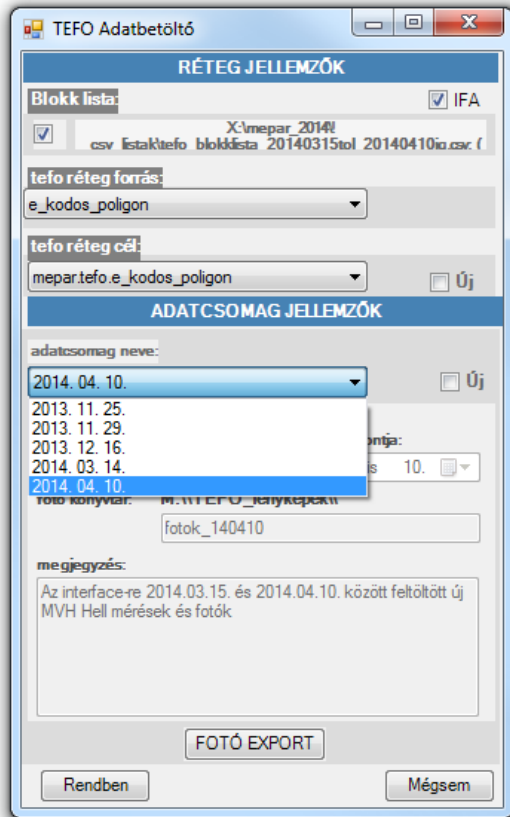 TEFO Adatbetöltő
RÉTEG JELLEMZŐK
Blokk lista:
IFA
X:\mepar_2014\!
csv_listak\tefo_blokklista_20140315tol_20140410ig.csv; (
tefo réteg forrás:
e_kodos_poligon
tefo réteg cél:
mepar.tefo.e_kodos_poligon
Új
ADATCSOMAG JELLEMZŐK
adatcsomag neve:
2014. 04. 10.
Új
2013. 11. 25.
2013. 11. 29.
2013. 12. 16.
2014. 03. 14.
2014. 04. 10.
ontja:
is 10.
fotó könyvtár: M:\\TEFO_fenykepek\\
fotok_140410
megjegyzés:
Az interface-re 2014.03.15. és 2014.04.10. között feltöltött új
MVH Hell mérések és fotók
FOTÓ EXPORT
Rendben
Mégsem